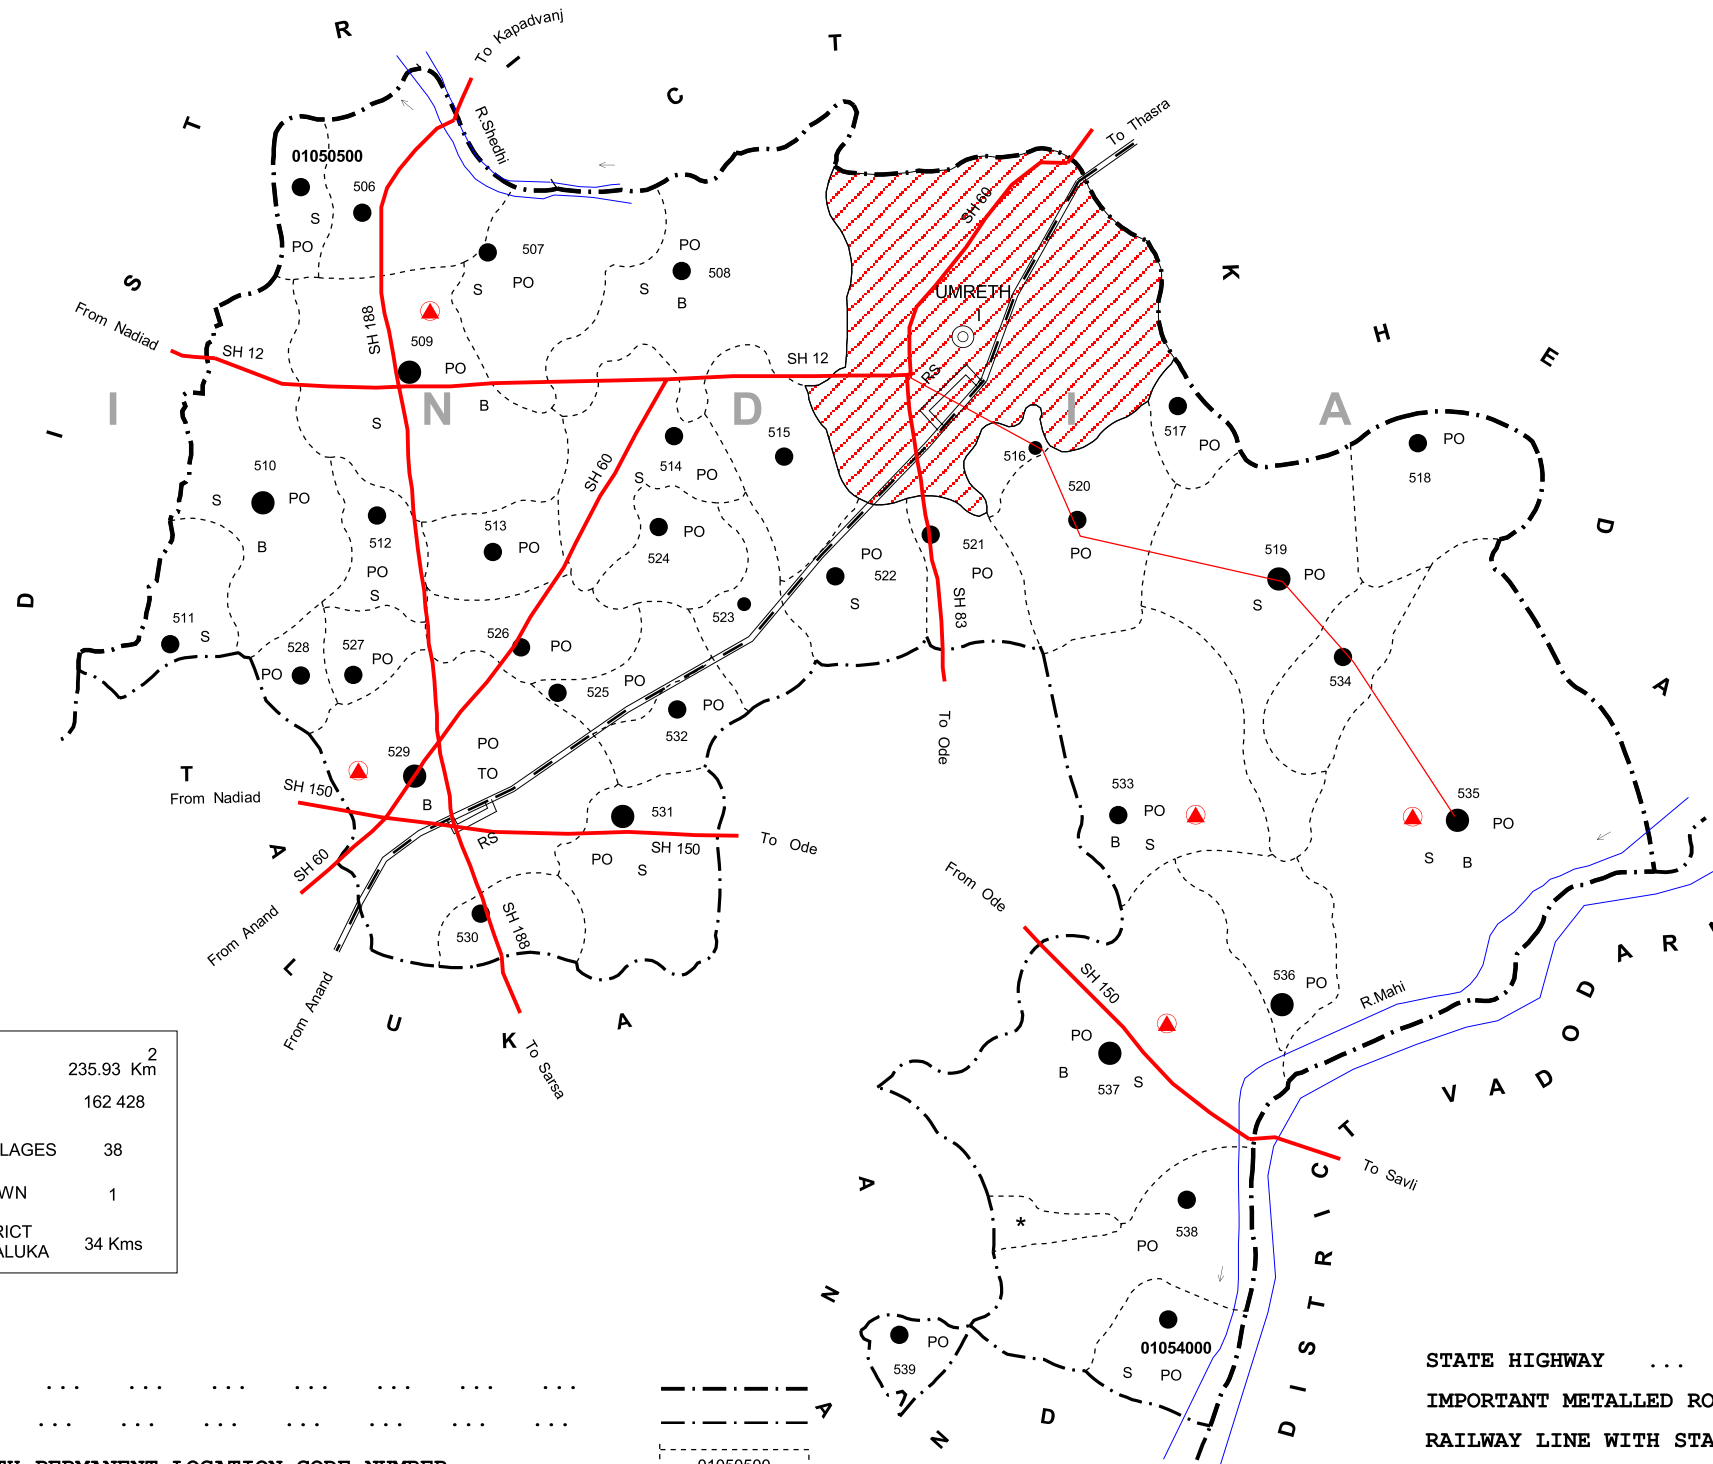 D I S T R I C T
K H E D A
To Kapadvanj
R.Shedhi
To Thasra
01050500
S
PO
506
507
S PO
PO
508
S
B
SH 60
UMRETH
T
RS
From Nadiad
SH 12
SH 188
509
PO
B
S
SH 12
I N D I A
510
S PO
B
511
S
512
PO
S
513
PO
SH 60
514
S PO
515
516
517
PO
518
PO
519
PO
S
520
PO
521
PO
PO
522
S
523
PO
524
SH 83
To Ode
525
PO
526
PO
527
PO
528
PO
529
PO
TO
B
532
PO
531
PO
S
From Nadiad
SH 150
RS
SH 150
To Ode
SH 60
From Anand
From Anand
530
SH 188
To Sarsa
T A L U K A
533
PO
B S
534
535
PO
S B
From Ode
SH 150
536
PO
R.Mahi
PO
B S
537
To Savli
*
538
PO
539
PO
01054000
S PO
A N A N D
D I S T R I C T
V A D O D A R
2
235.93 Km
162 428
LAGES 38
WN 1
RICT
ALUKA 34 Kms
... ... ... ... ... ... ...
... ... ... ... ... ... ...
01050500
STATE HIGHWAY ...
IMPORTANT METALLED RO
RAILWAY LINE WITH STA
TH PERMANENT LOCATION CODE NUMBER